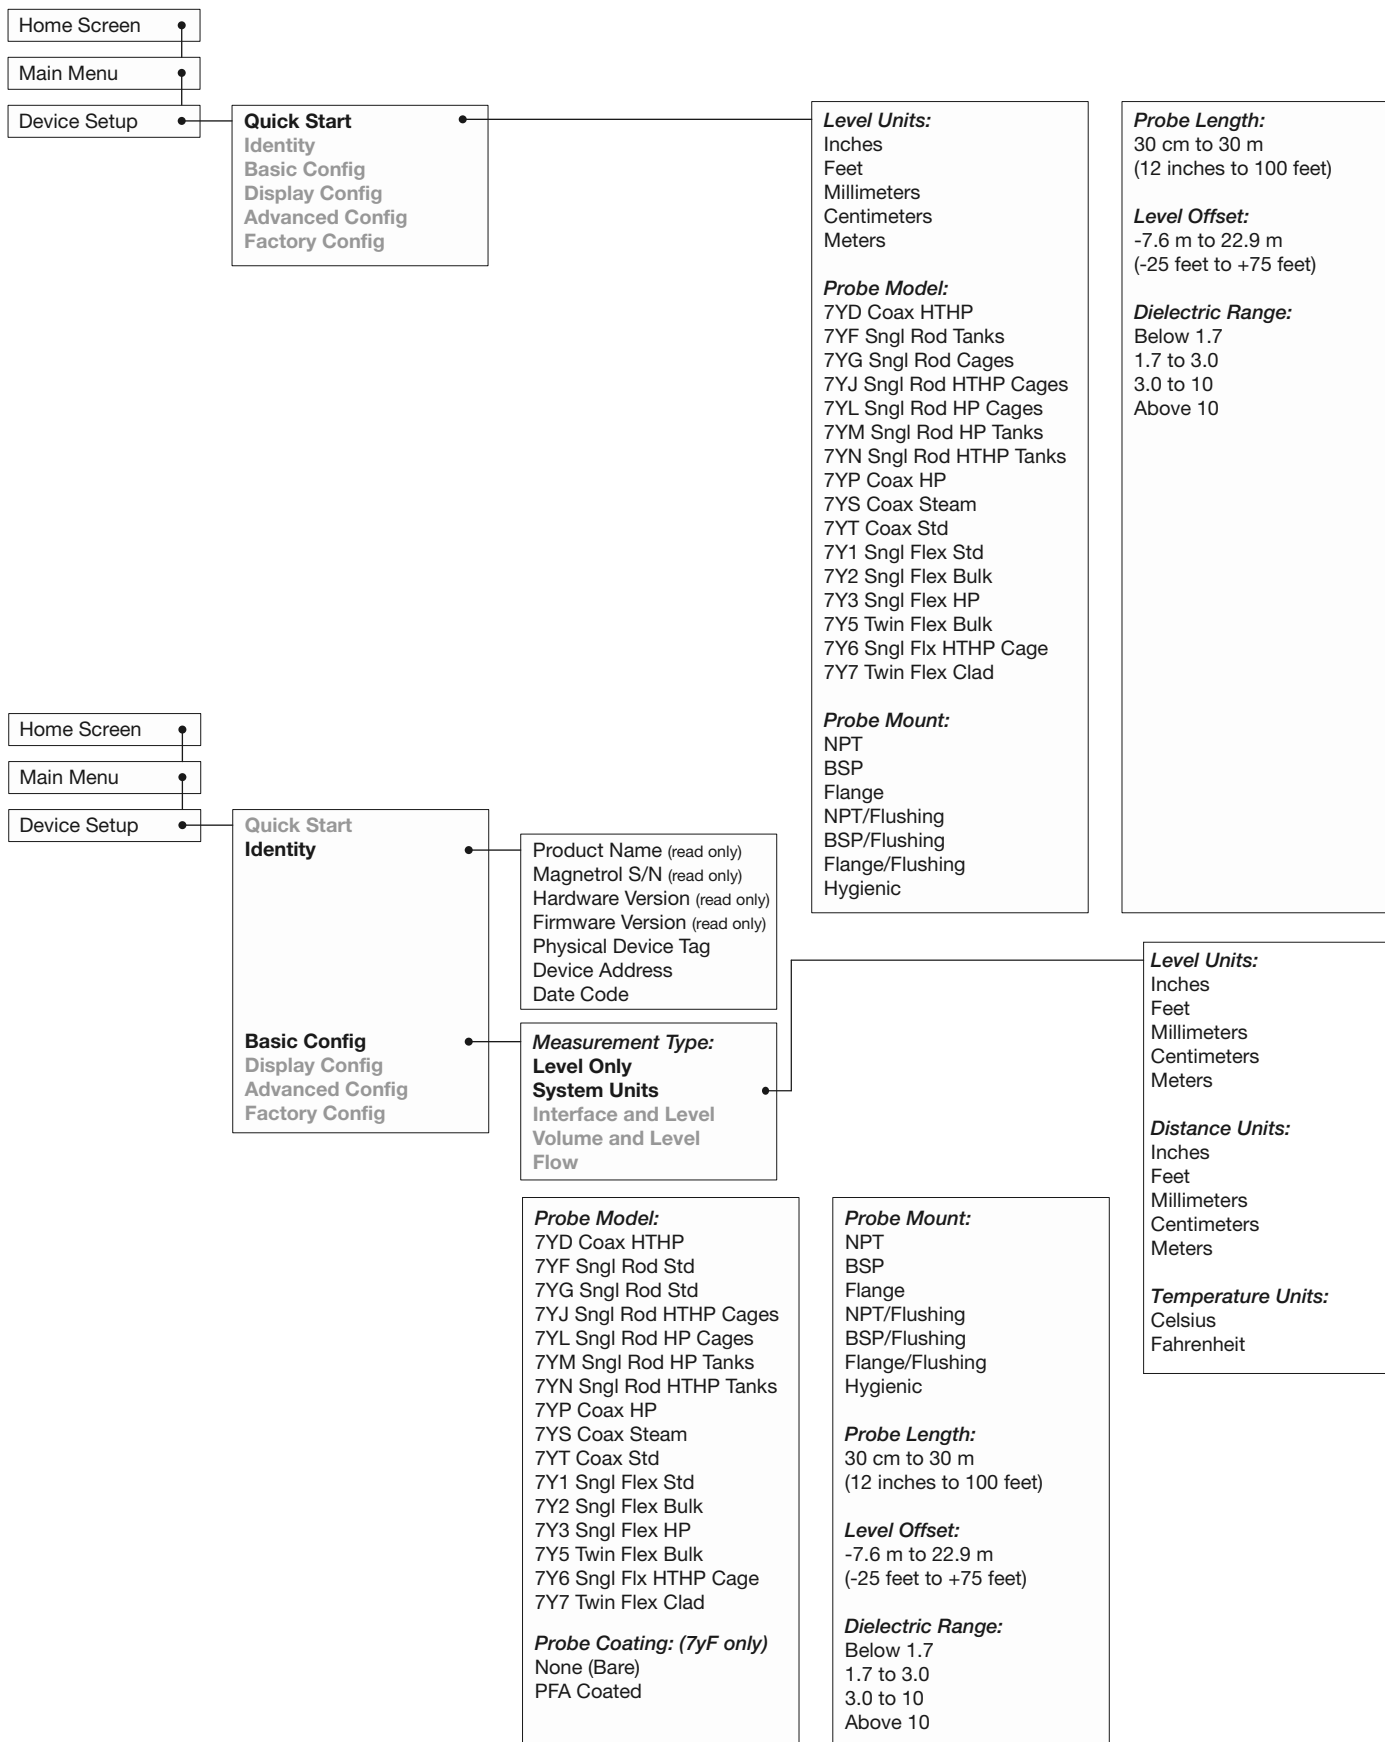 Home Screen
Main Menu
Device Setup
Quick Start
Identity
Basic Config
Display Config
Advanced Config
Factory Config
Level Units:
Inches
Feet
Millimeters
Centimeters
Meters
Probe Model:
7YD Coax HTHP
7YF Sngl Rod Tanks
7YG Sngl Rod Cages
7YJ Sngl Rod HTHP Cages
7YL Sngl Rod HP Cages
7YM Sngl Rod HP Tanks
7YN Sngl Rod HTHP Tanks
7YP Coax HP
7YS Coax Steam
7YT Coax Std
7Y1 Sngl Flex Std
7Y2 Sngl Flex Bulk
7Y3 Sngl Flex HP
7Y5 Twin Flex Bulk
7Y6 Sngl Flx HTHP Cage
7Y7 Twin Flex Clad
Probe Mount:
NPT
BSP
Flange
NPT/Flushing
BSP/Flushing
Flange/Flushing
Hygienic
Probe Length:
30 cm to 30 m
(12 inches to 100 feet)
Level Offset:
-7.6 m to 22.9 m
(-25 feet to +75 feet)
Dielectric Range:
Below 1.7
1.7 to 3.0
3.0 to 10
Above 10
Home Screen
Main Menu
Device Setup
Quick Start
Identity
Basic Config
Display Config
Advanced Config
Factory Config
Product Name (read only)
Magnetrol S/N (read only)
Hardware Version (read only)
Firmware Version (read only)
Physical Device Tag
Device Address
Date Code
Measurement Type:
Level Only
System Units
Interface and Level
Volume and Level
Flow
Level Units:
Inches
Feet
Millimeters
Centimeters
Meters
Distance Units:
Inches
Feet
Millimeters
Centimeters
Meters
Temperature Units:
Celsius
Fahrenheit
Probe Model:
7YD Coax HTHP
7YF Sngl Rod Std
7YG Sngl Rod Std
7YJ Sngl Rod HTHP Cages
7YL Sngl Rod HP Cages
7YM Sngl Rod HP Tanks
7YN Sngl Rod HTHP Tanks
7YP Coax HP
7YS Coax Steam
7YT Coax Std
7Y1 Sngl Flex Std
7Y2 Sngl Flex Bulk
7Y3 Sngl Flex HP
7Y5 Twin Flex Bulk
7Y6 Sngl Flx HTHP Cage
7Y7 Twin Flex Clad
Probe Coating: (7yF only)
None (Bare)
PFA Coated
Probe Mount:
NPT
BSP
Flange
NPT/Flushing
BSP/Flushing
Flange/Flushing
Hygienic
Probe Length:
30 cm to 30 m
(12 inches to 100 feet)
Level Offset:
-7.6 m to 22.9 m
(-25 feet to +75 feet)
Dielectric Range:
Below 1.7
1.7 to 3.0
3.0 to 10
Above 10